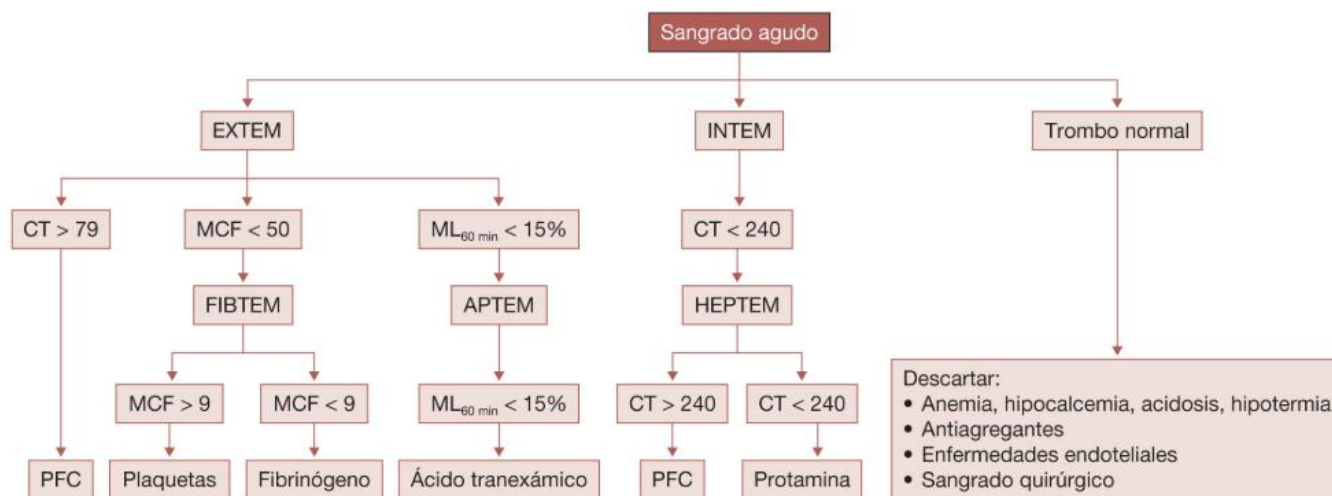 Sangrado agudo
EXTEM
INTEM
Trombo normal
CT > 79
MCF < 50
ML60 min < 15%
CT < 240
FIBTEM
APTEM
HEPTEM
MCF > 9
MCF < 9
ML60 min < 15%
CT > 240
CT < 240
PFC
Plaquetas
Fibrinógeno
Ácido tranexámico
PFC
Protamina
Descartar:
• Anemia, hipocalcemia, acidosis, hipotermia
• Antiagregantes
• Enfermedades endoteliales
• Sangrado quirúrgico